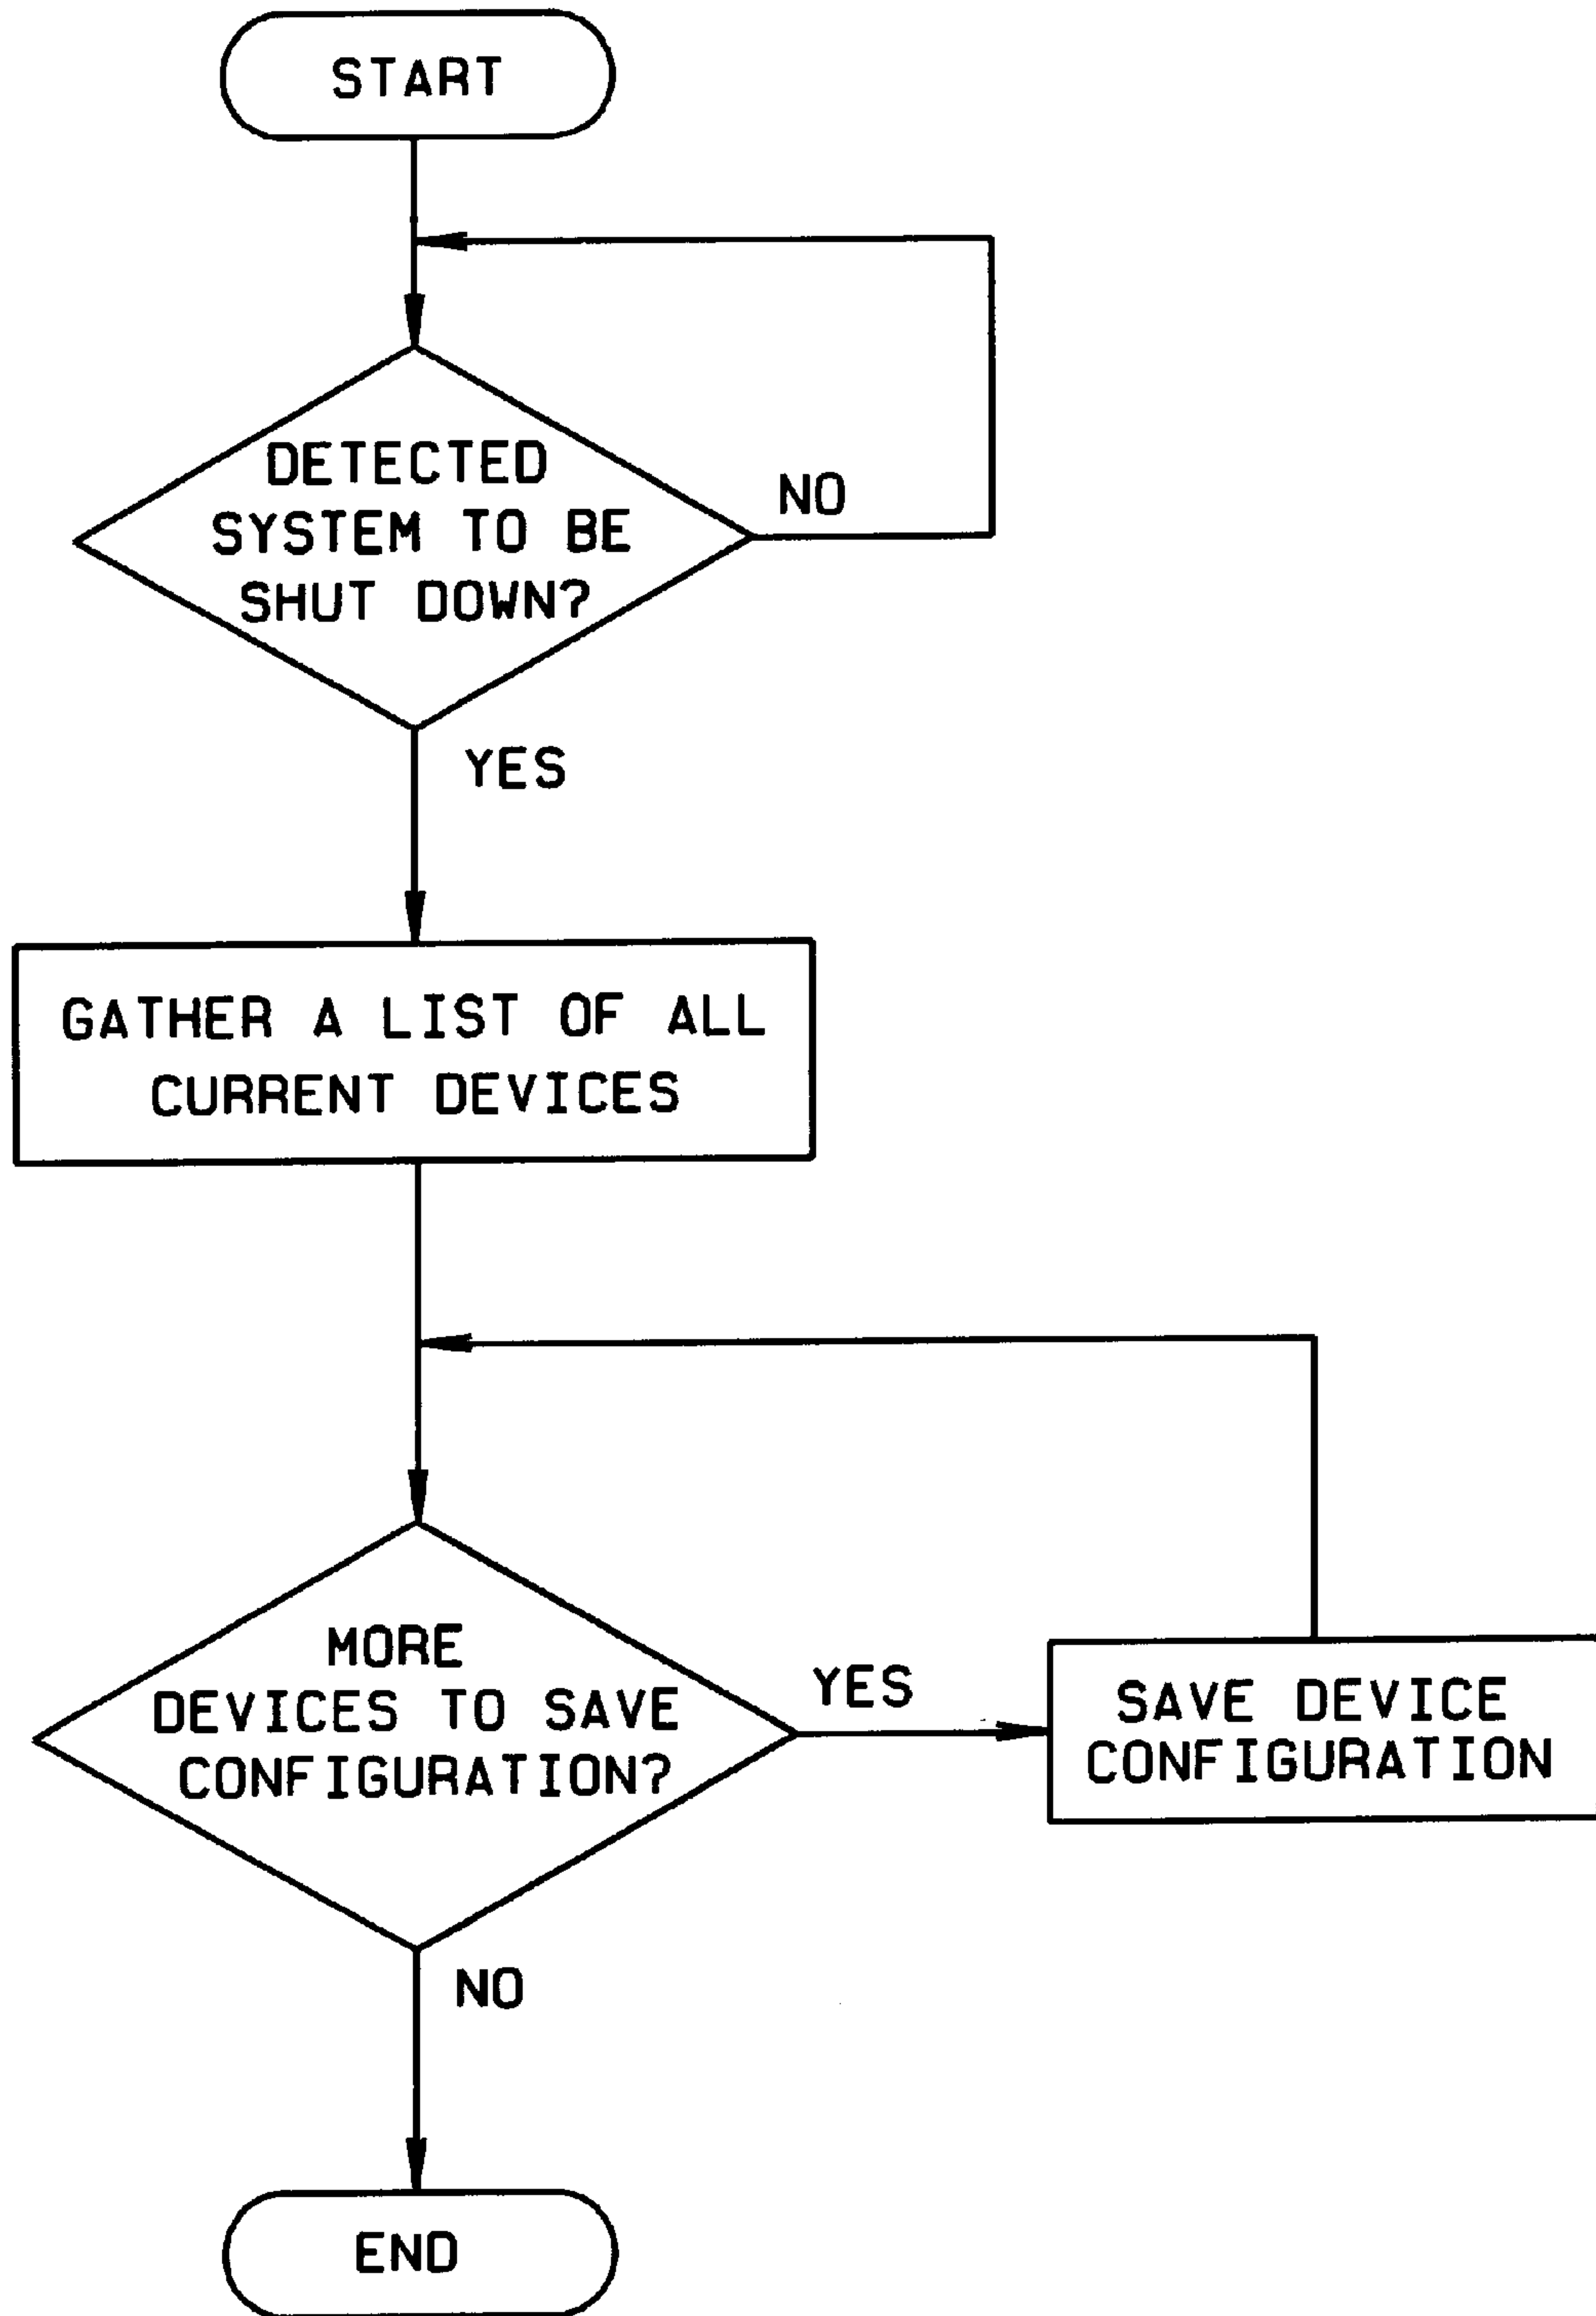 START
DETECTED
SYSTEM TO BE
SHUT DOWN?
NO
YES
GATHER A LIST OF ALL
CURRENT DEVICES
MORE
DEVICES TO SAVE
CONFIGURATION?
YES
SAVE DEVICE
CONFIGURATION
NO
END